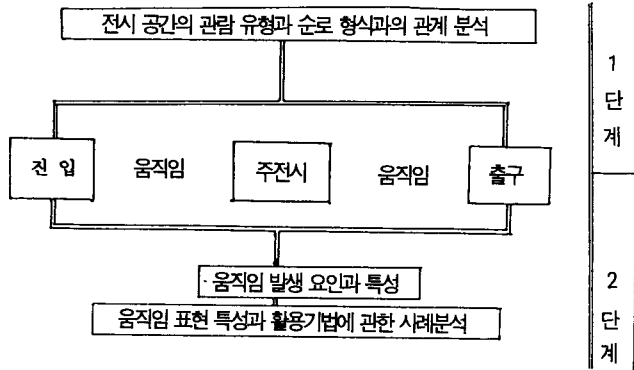 전시 공간의 관람 유형과 순로 형식과의 관계 분석
진 입 움직임 주전시 움직임 출구
움직임 발생 요인과 특성
움직임 표현 특성과 활용기법에 관한 사례분석
1
단
계
2
단
계